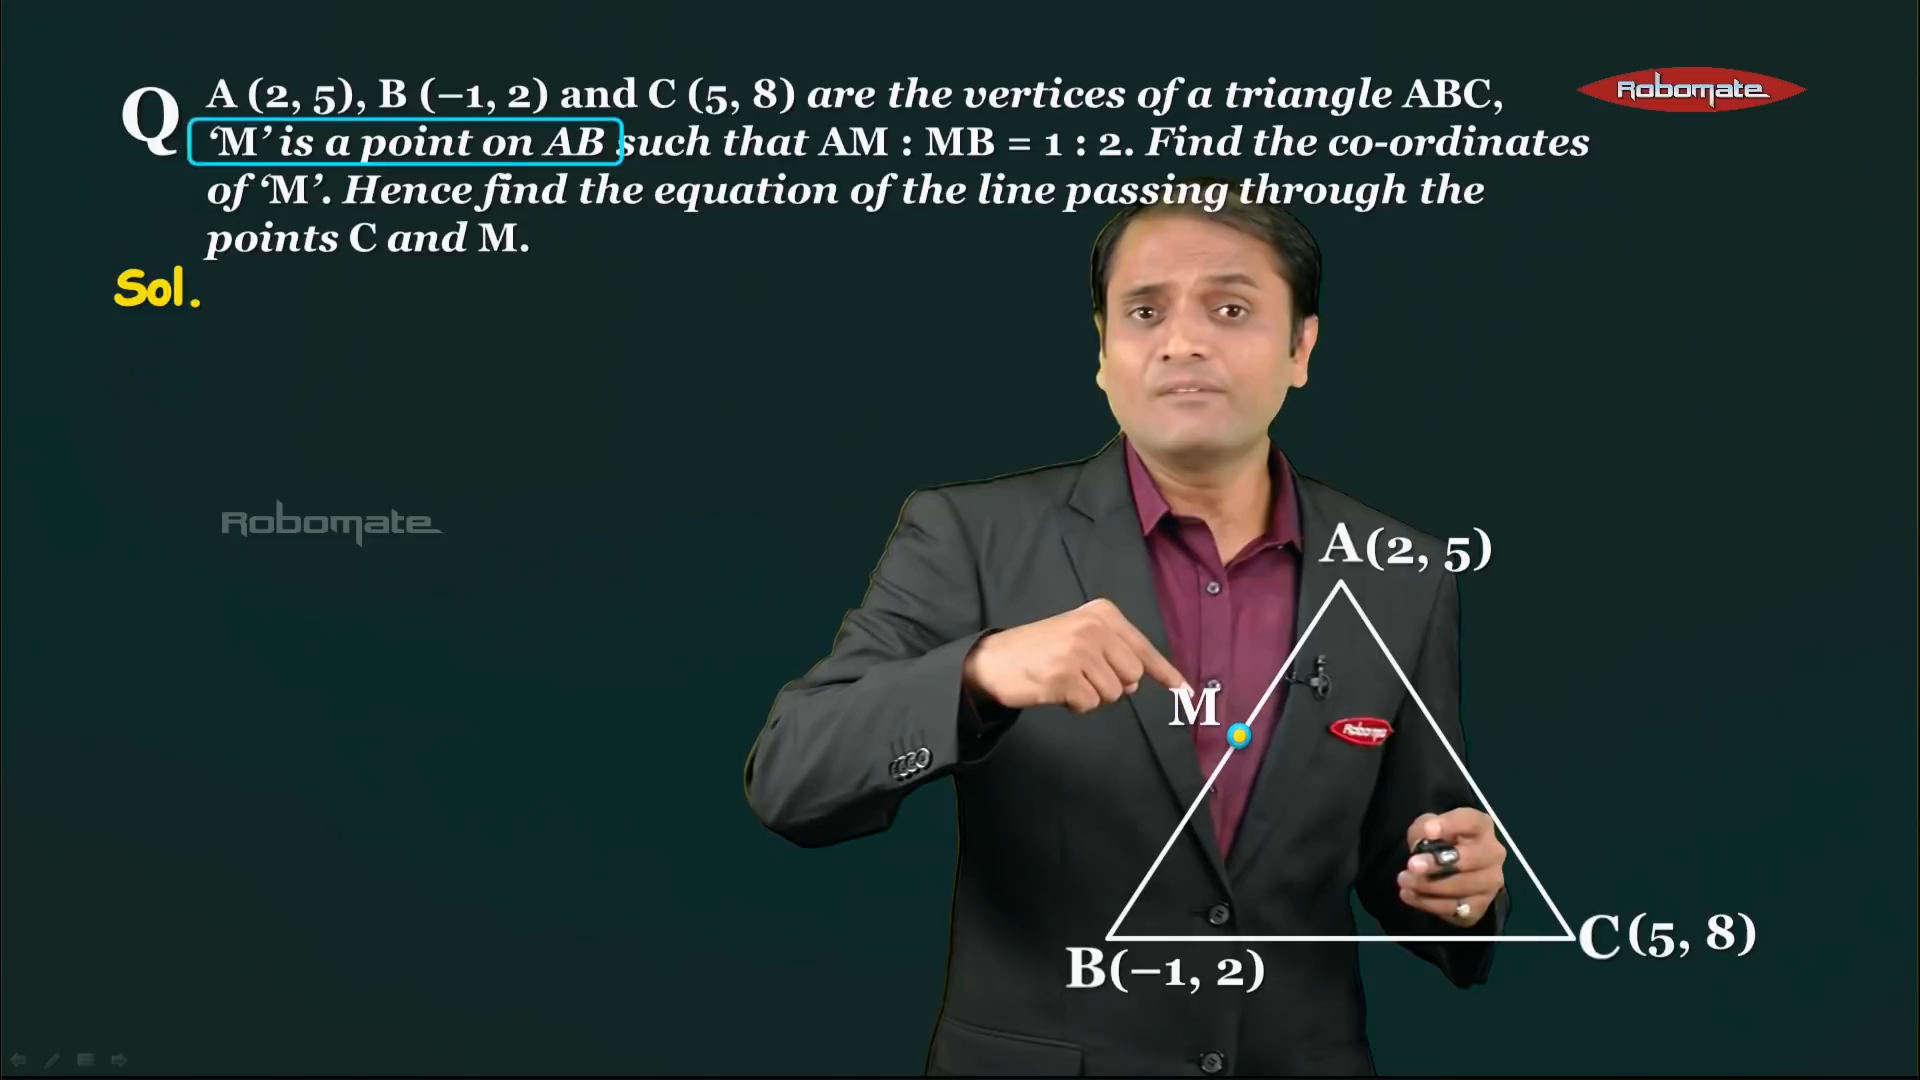 Q A (2, 5), B (–1, 2) and C (5, 8) are the vertices of a triangle ABC,
‘M’ is a point on AB such that AM : MB = 1 : 2. Find the co-ordinates
of ‘M’. Hence find the equation of the line passing through the
points C and M.
Robomate
Sol.
Robomate
A(2, 5)
M
Robomate
C(5, 8)
B(–1, 2)